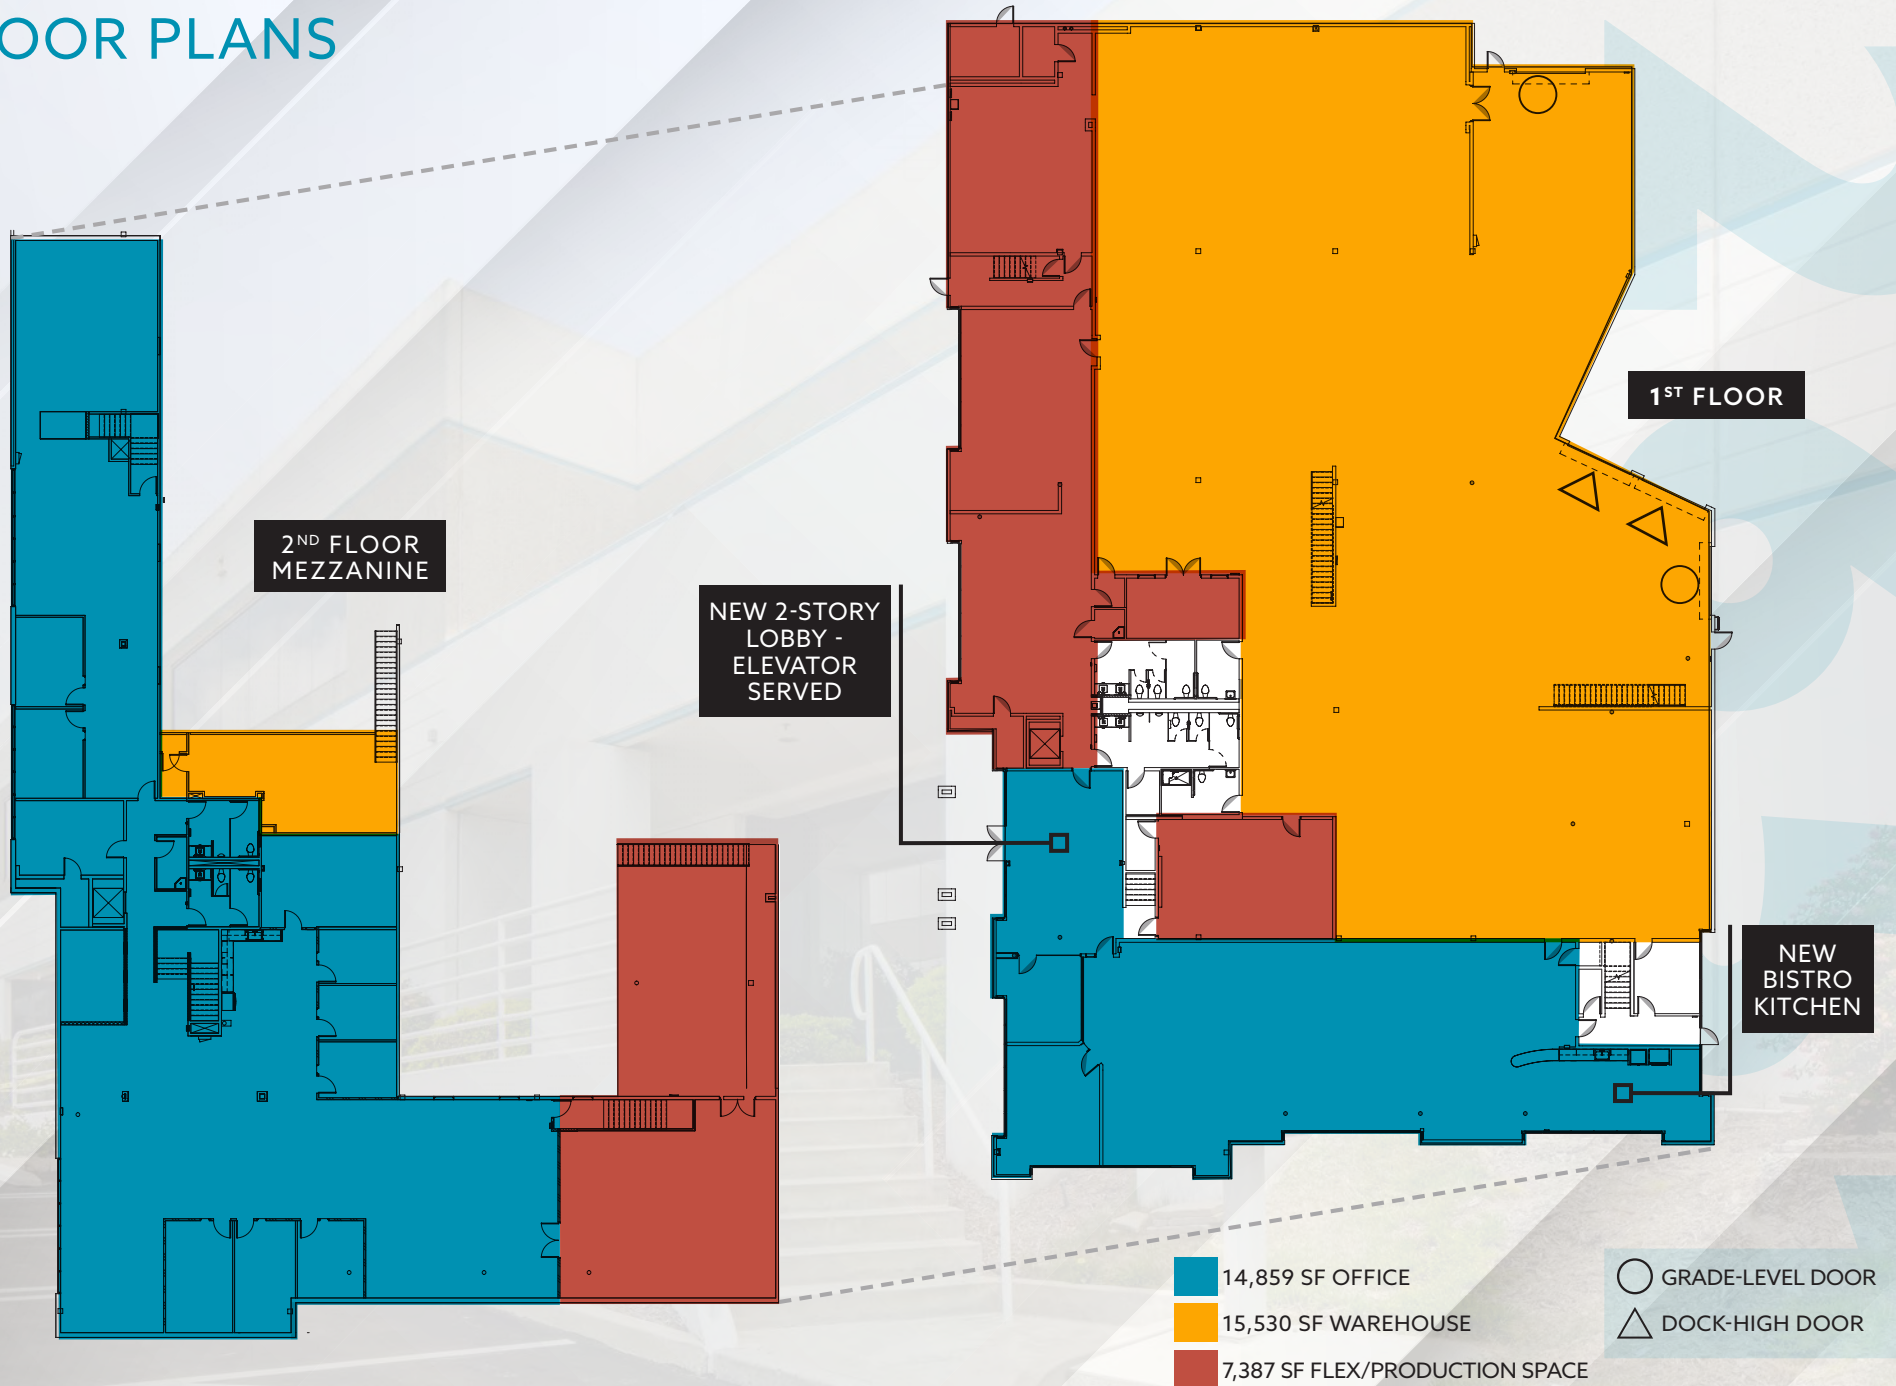 OOR PLANS
1ST FLOOR
2ND FLOOR
MEZZANINE
NEW 2-STORY
LOBBY -
ELEVATOR
SERVED
NEW
BISTRO
KITCHEN
14,859 SF OFFICE
15,530 SF WAREHOUSE
7,387 SF FLEX/PRODUCTION SPACE
GRADE-LEVEL DOOR
DOCK-HIGH DOOR